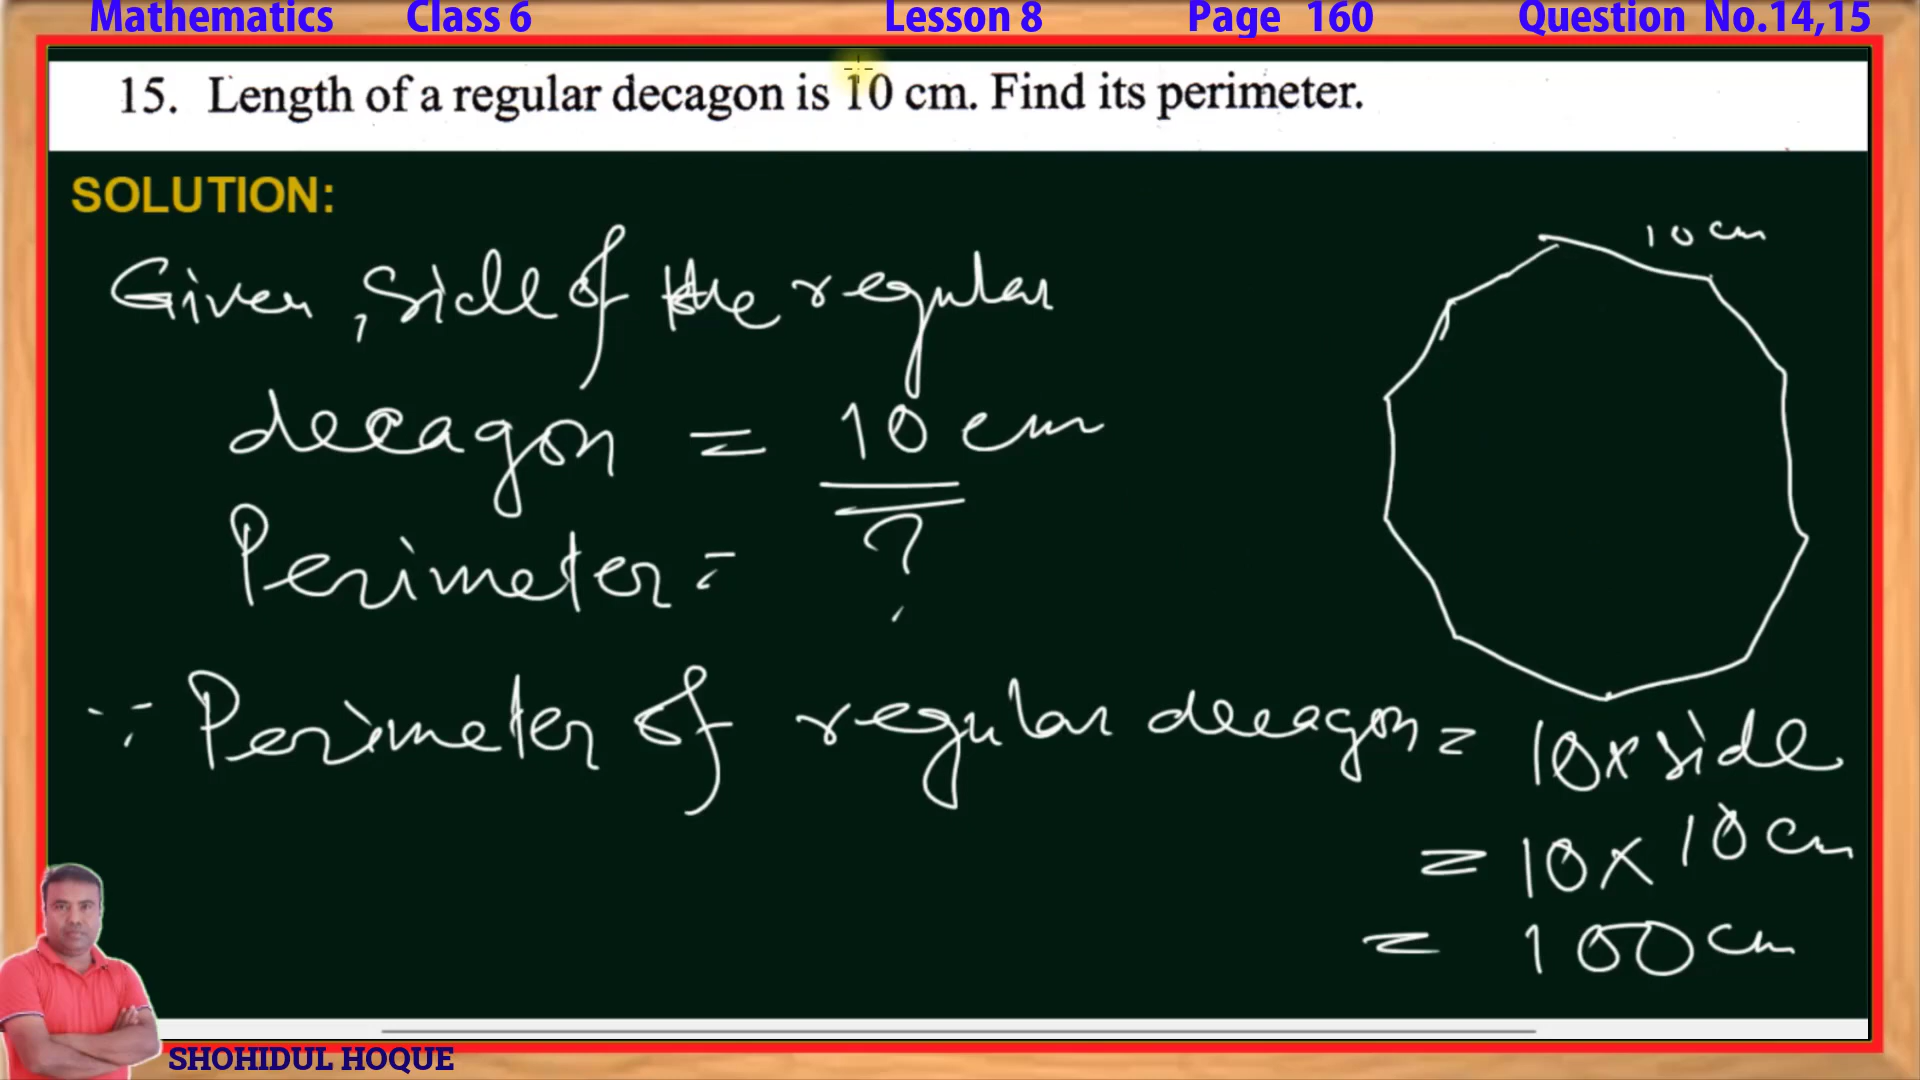 Mathematics Class 6 Lesson 8 Page 160 Question No.14,15
15. Length of a regular decagon is 10 cm. Find its perimeter.
SOLUTION:
10 cm
Given, side of the regular
decagon = 10 cm
Perimeter = ?
∵ Perimeter of regular decagon = 10 x side
= 10 x 10 cm
= 100 cm
SHOHIDUL HOQUE